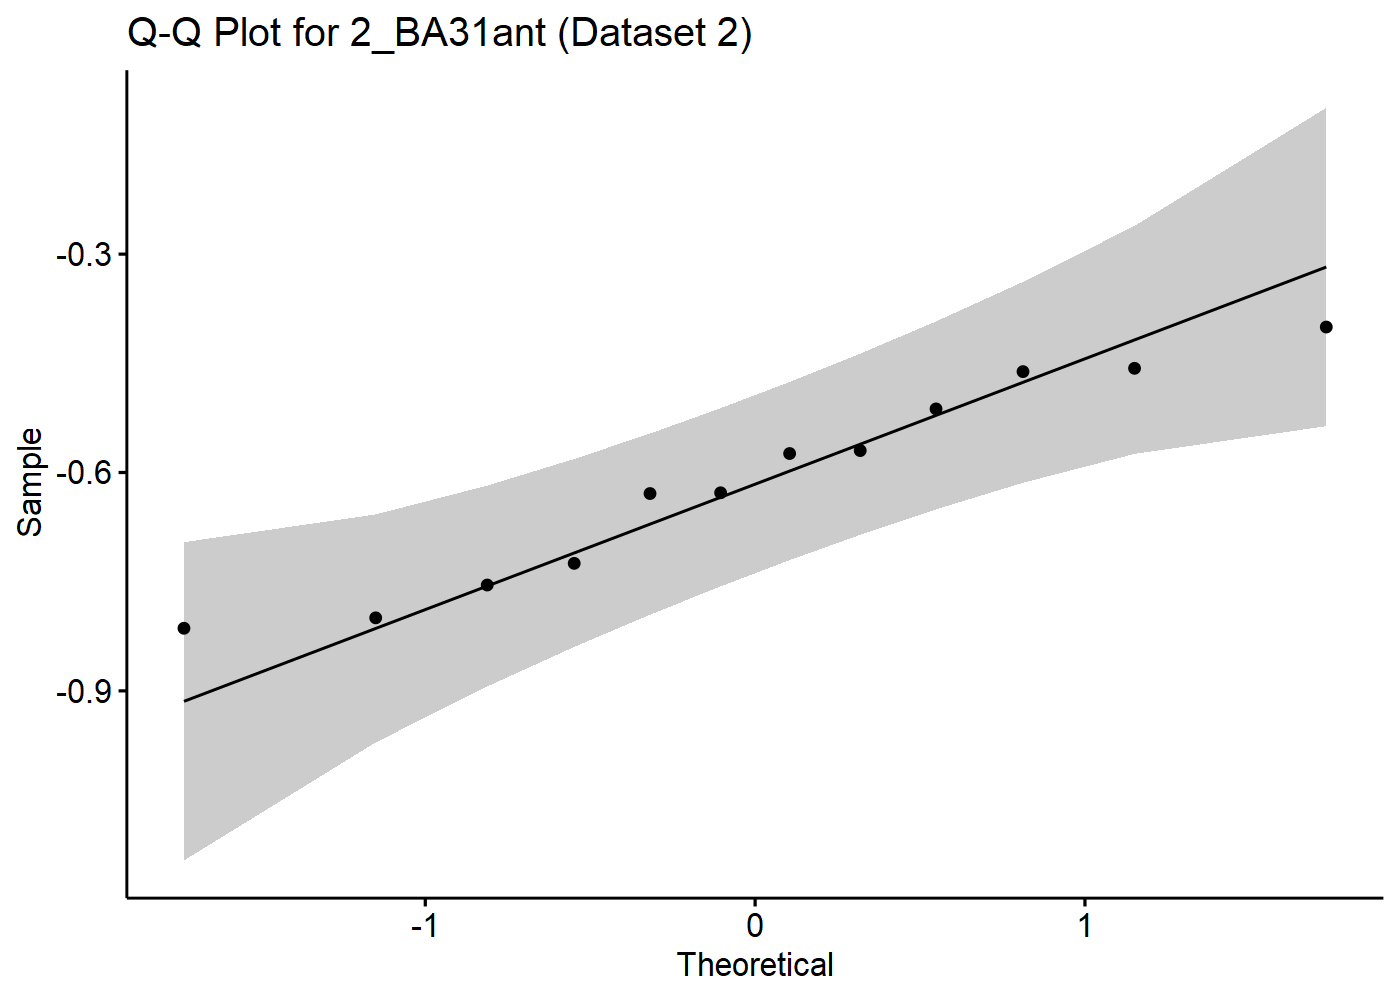 Q-Q Plot for 2_BA31ant (Dataset 2)
-0.3
-0.6
-0.9
Sample
-1
0
1
Theoretical